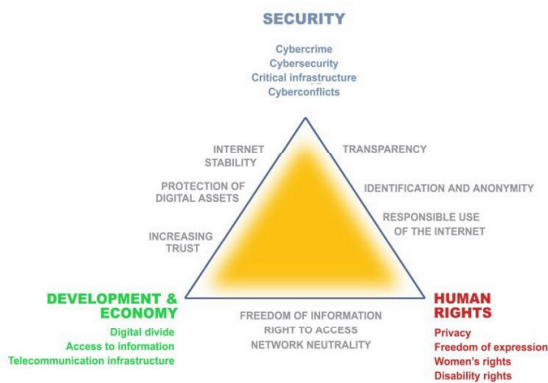 SECURITY
Cybercrime
Cybersecurity
Critical infrastructure
Cyberconflicts
INTERNET
STABILITY
TRANSPARENCY
PROTECTION OF
DIGITAL ASSETS
IDENTIFICATION AND ANONYMITY
RESPONSIBLE USE
OF THE INTERNET
INCREASING
TRUST
DEVELOPMENT &
ECONOMY
Digital divide
Access to information
Telecommunication infrastructure
FREEDOM OF INFORMATION
RIGHT TO ACCESS
NETWORK NEUTRALITY
HUMAN
RIGHTS
Privacy
Freedom of expression
Women's rights
Disability rights